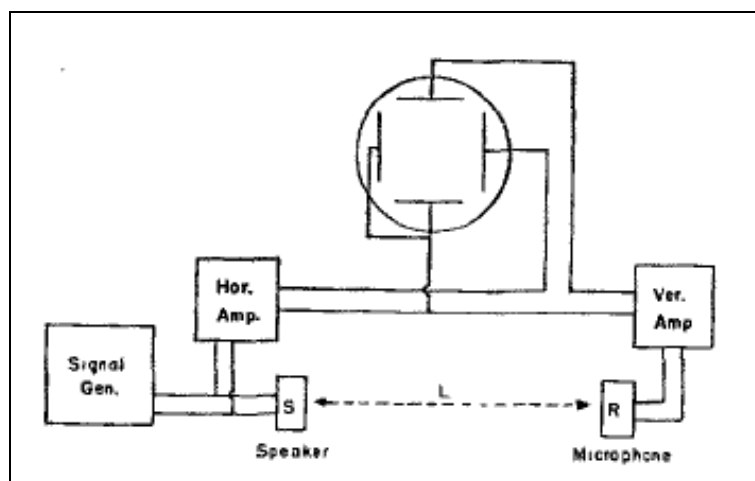 Hor.
Amp.
Ver.
Amp
Signal
Gen.
S
L
R
Speaker
Microphone